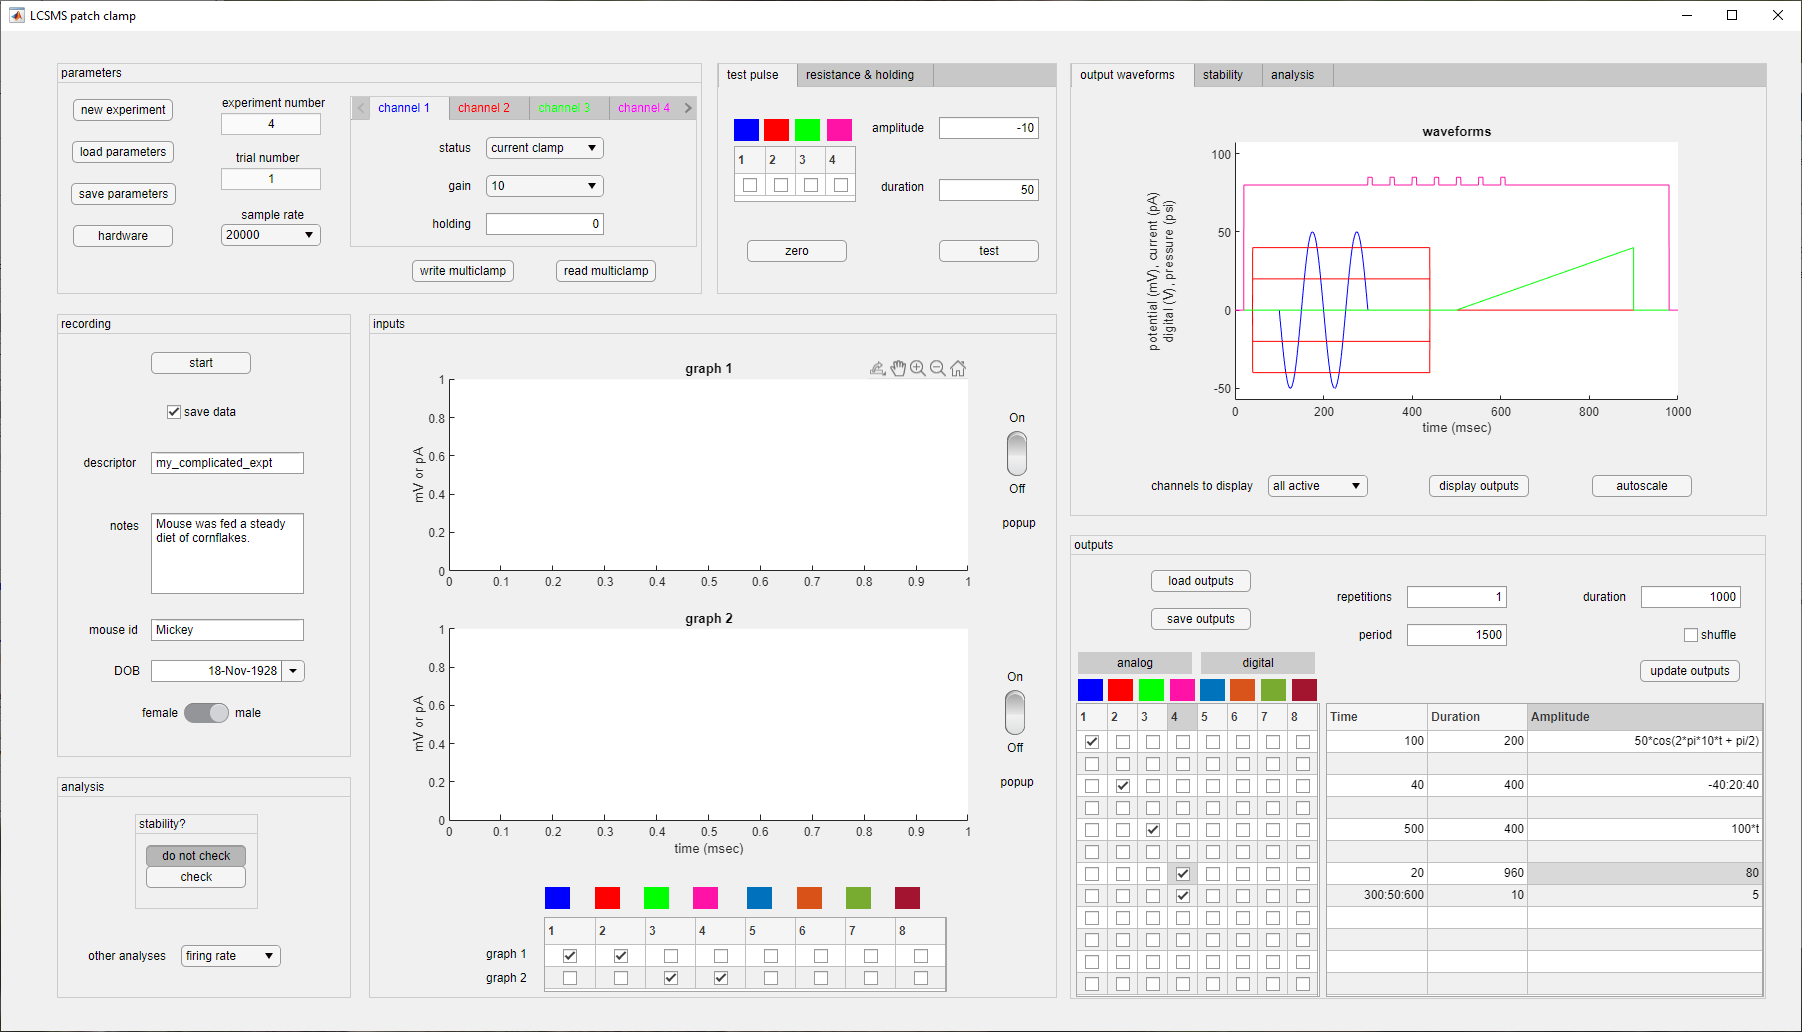 LCSMS patch clamp
parameters
new experiment
load parameters
save parameters
hardware
experiment number
4
trial number
1
sample rate
20000
channel 1 channel 2 channel 3 channel 4
status current clamp
gain 10
holding 0
write multiclamp read multiclamp
test pulse resistance & holding
1 2 3 4
amplitude -10
duration 50
zero test
output waveforms stability analysis
waveforms
potential (mV), current (pA)
digital (V), pressure (psi)
100
50
0
-50
0 200 400 600 800 1000
time (msec)
channels to display all active display outputs autoscale
recording
start
save data
descriptor my_complicated_expt
notes Mouse was fed a steady
diet of cornflakes.
mouse id Mickey
DOB 18-Nov-1928
female male
analysis
stability?
do not check
check
other analyses firing rate
inputs
graph 1
mV or pA
1
0.8
0.6
0.4
0.2
0
0 0.1 0.2 0.3 0.4 0.5 0.6 0.7 0.8 0.9 1
On
Off
popup
graph 2
mV or pA
1
0.8
0.6
0.4
0.2
0
0 0.1 0.2 0.3 0.4 0.5 0.6 0.7 0.8 0.9 1
time (msec)
On
Off
popup
1 2 3 4 5 6 7 8
graph 1
graph 2
outputs
load outputs
save outputs
repetitions 1
period 1500
duration 1000
shuffle
update outputs
analog digital
1 2 3 4 5 6 7 8
Time Duration Amplitude
100 200 50*cos(2*pi*10*t + pi/2)
40 400 -40:20:40
500 400 100*t
20 960 80
300:50:600 10 5